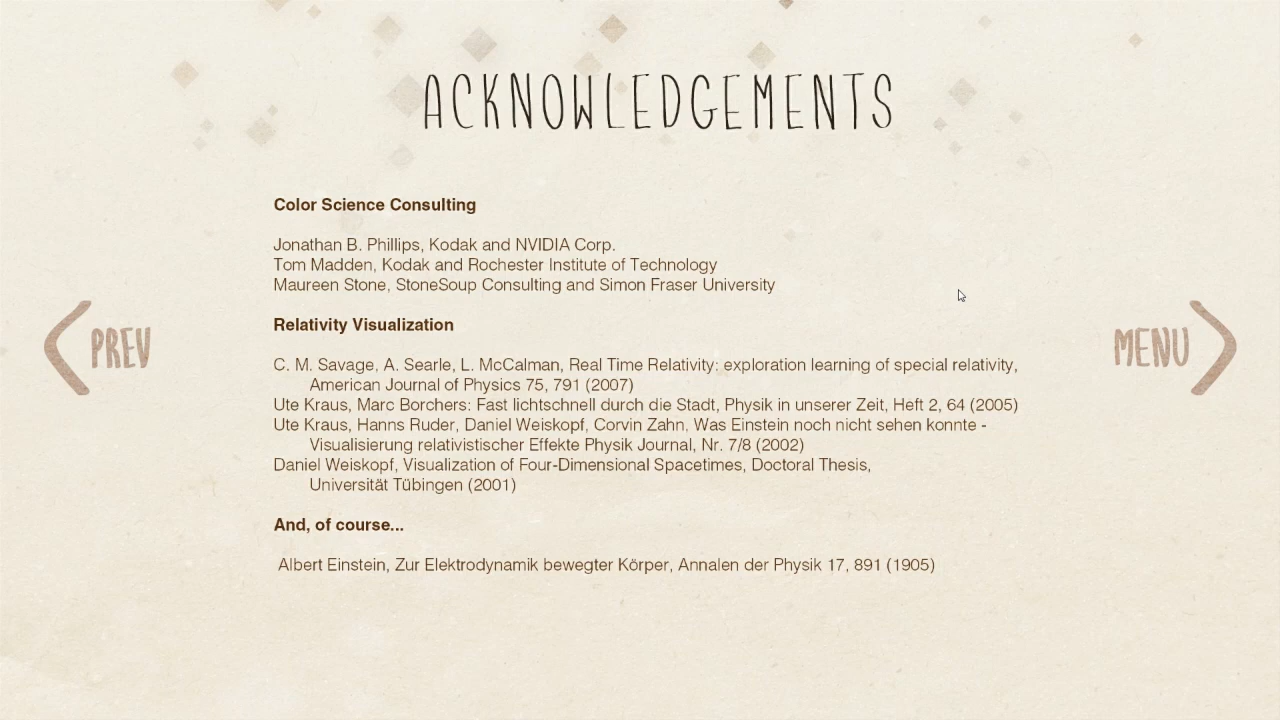 ACKNOWLEDGEMENTS
Color Science Consulting
Jonathan B. Phillips, Kodak and NVIDIA Corp.
Tom Madden, Kodak and Rochester Institute of Technology
Maureen Stone, StoneSoup Consulting and Simon Fraser University
Relativity Visualization
PREV
MENU
C. M. Savage, A. Searle, L. McCalman, Real Time Relativity: exploration learning of special relativity,
American Journal of Physics 75, 791 (2007)
Ute Kraus, Marc Borchers: Fast lichtschnell durch die Stadt, Physik in unserer Zeit, Heft 2, 64 (2005)
Ute Kraus, Hanns Ruder, Daniel Weiskopf, Corvin Zahn, Was Einstein noch nicht sehen konnte -
Visualisierung relativistischer Effekte Physik Journal, Nr. 7/8 (2002)
Daniel Weiskopf, Visualization of Four-Dimensional Spacetimes, Doctoral Thesis,
Universität Tübingen (2001)
And, of course...
Albert Einstein, Zur Elektrodynamik bewegter Körper, Annalen der Physik 17, 891 (1905)